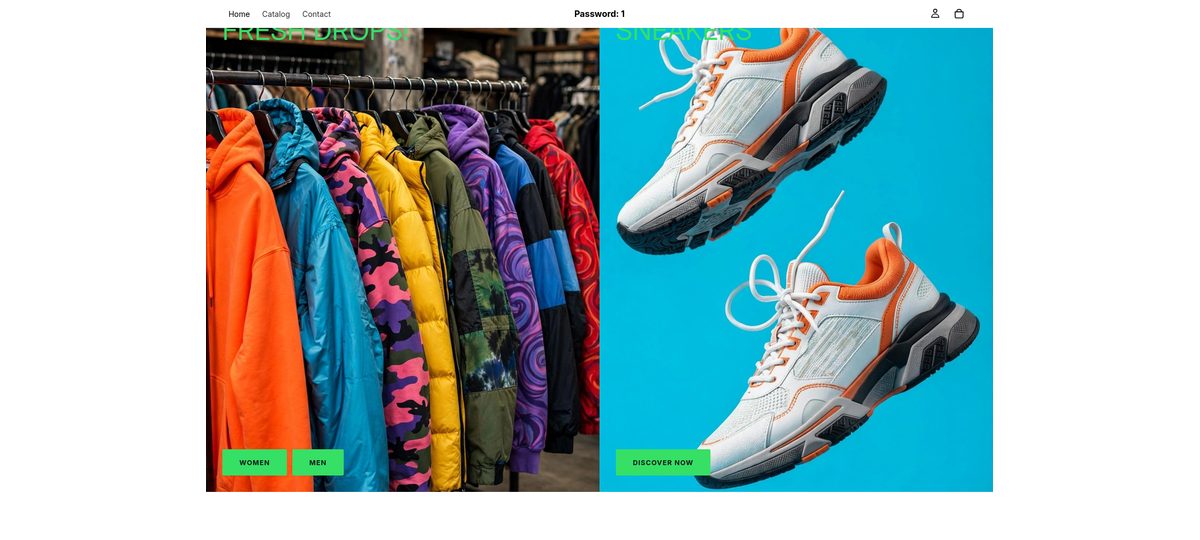 Home Catalog Contact
Password: 1
FRESH DROPS!
SNEAKERS
WOMEN MEN
DISCOVER NOW